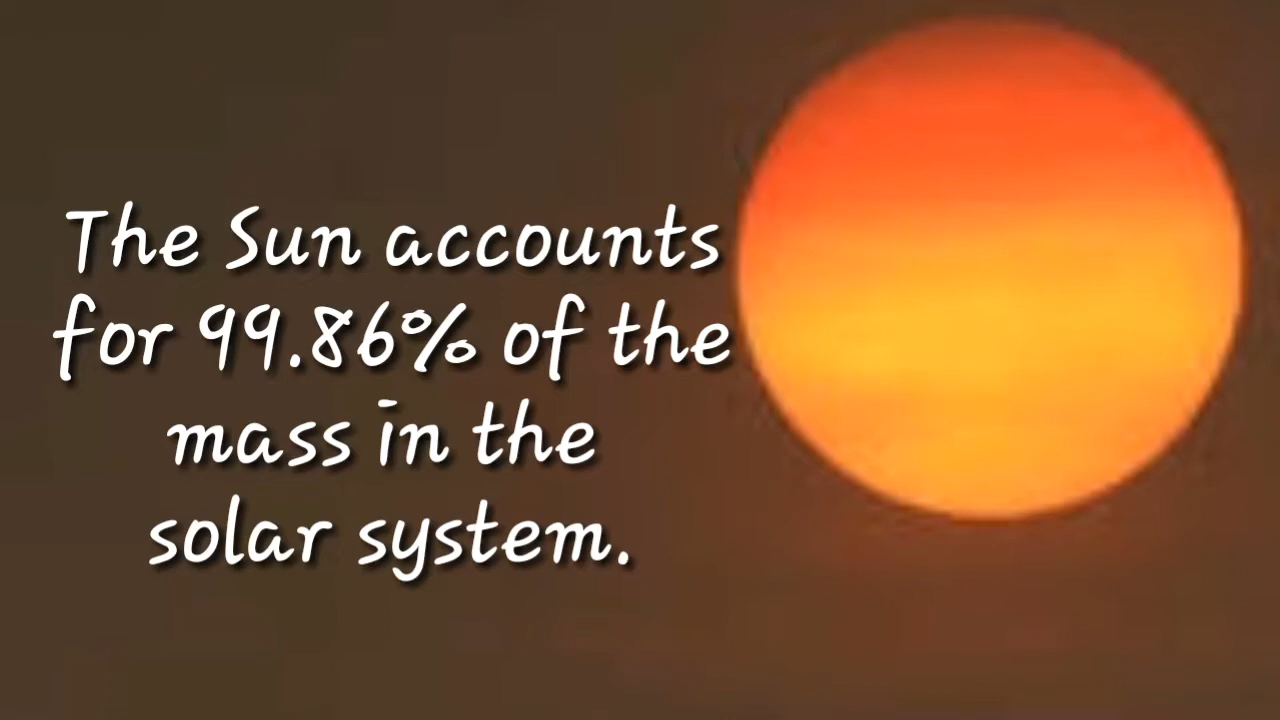 The Sun accounts
for 99.86% of the
mass in the
solar system.